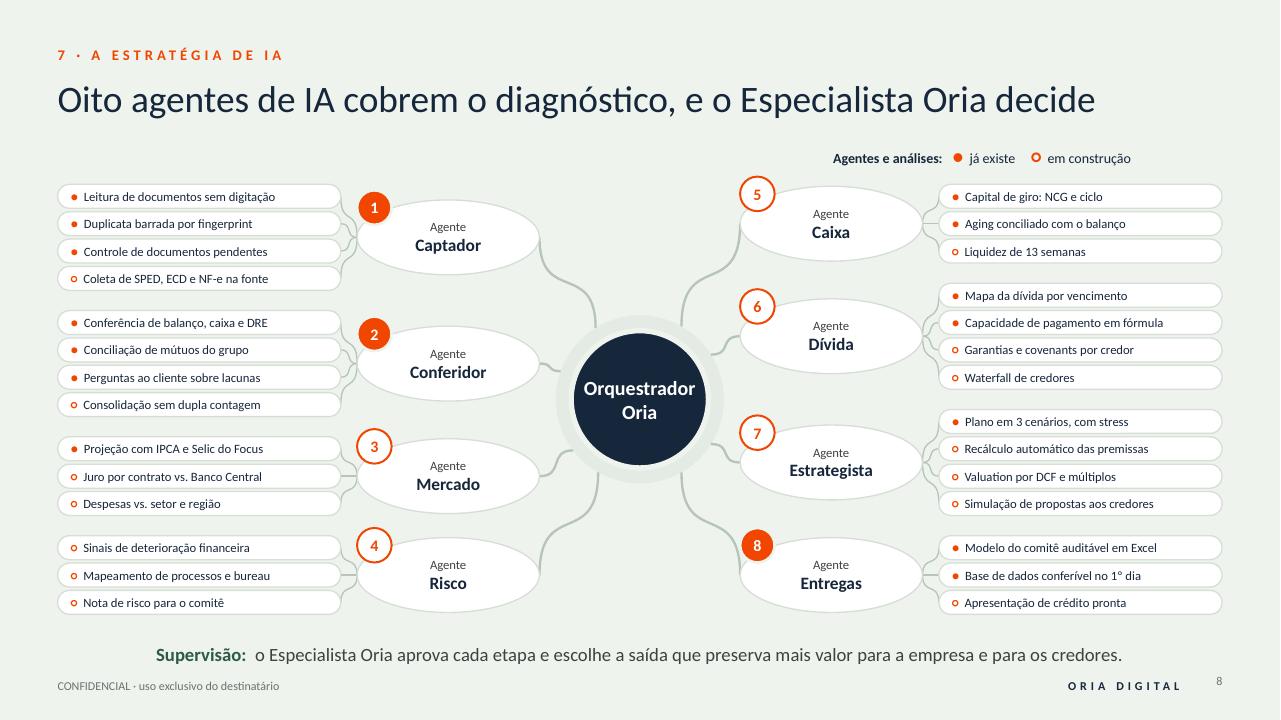 7 · A ESTRATÉGIA DE IA
Oito agentes de IA cobrem o diagnóstico, e o Especialista Oria decide
Agentes e análises: já existe em construção
Leitura de documentos sem digitação
Duplicata barrada por fingerprint
Controle de documentos pendentes
Coleta de SPED, ECD e NF-e na fonte
1
Agente
Captador
Conferência de balanço, caixa e DRE
Conciliação de mútuos do grupo
Perguntas ao cliente sobre lacunas
Consolidação sem dupla contagem
2
Agente
Conferidor
Projeção com IPCA e Selic do Focus
Juro por contrato vs. Banco Central
Despesas vs. setor e região
3
Agente
Mercado
Sinais de deterioração financeira
Mapeamento de processos e bureau
Nota de risco para o comitê
4
Agente
Risco
Orquestrador
Oria
5
Agente
Caixa
Capital de giro: NCG e ciclo
Aging conciliado com o balanço
Liquidez de 13 semanas
6
Agente
Dívida
Mapa da dívida por vencimento
Capacidade de pagamento em fórmula
Garantias e covenants por credor
Waterfall de credores
7
Agente
Estrategista
Plano em 3 cenários, com stress
Recálculo automático das premissas
Valuation por DCF e múltiplos
Simulação de propostas aos credores
8
Agente
Entregas
Modelo do comitê auditável em Excel
Base de dados conferível no 1º dia
Apresentação de crédito pronta
Supervisão: o Especialista Oria aprova cada etapa e escolhe a saída que preserva mais valor para a empresa e para os credores.
CONFIDENCIAL · uso exclusivo do destinatário
ORIA DIGITAL
8